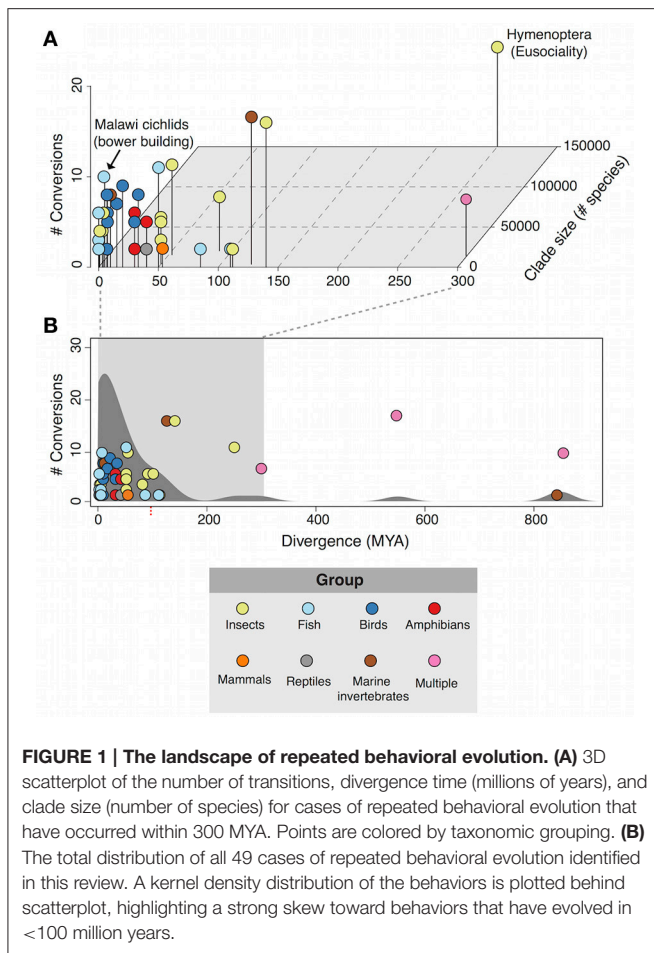 A
Hymenoptera
(Eusociality)
20
Malawi cichlids
(bower building)
# Conversions
10
0
150000
100000
50000
0
Clade size (# species)
0
50
100
150
200
250
300
B
# Conversions
30
20
10
0
0
200
400
600
800
Divergence (MYA)
Group
Insects
Fish
Birds
Amphibians
Mammals
Reptiles
Marine
invertebrates
Multiple
FIGURE 1 | The landscape of repeated behavioral evolution. (A) 3D
scatterplot of the number of transitions, divergence time (millions of years), and
clade size (number of species) for cases of repeated behavioral evolution that
have occurred within 300 MYA. Points are colored by taxonomic grouping. (B)
The total distribution of all 49 cases of repeated behavioral evolution identified
in this review. A kernel density distribution of the behaviors is plotted behind
scatterplot, highlighting a strong skew toward behaviors that have evolved in
<100 million years.